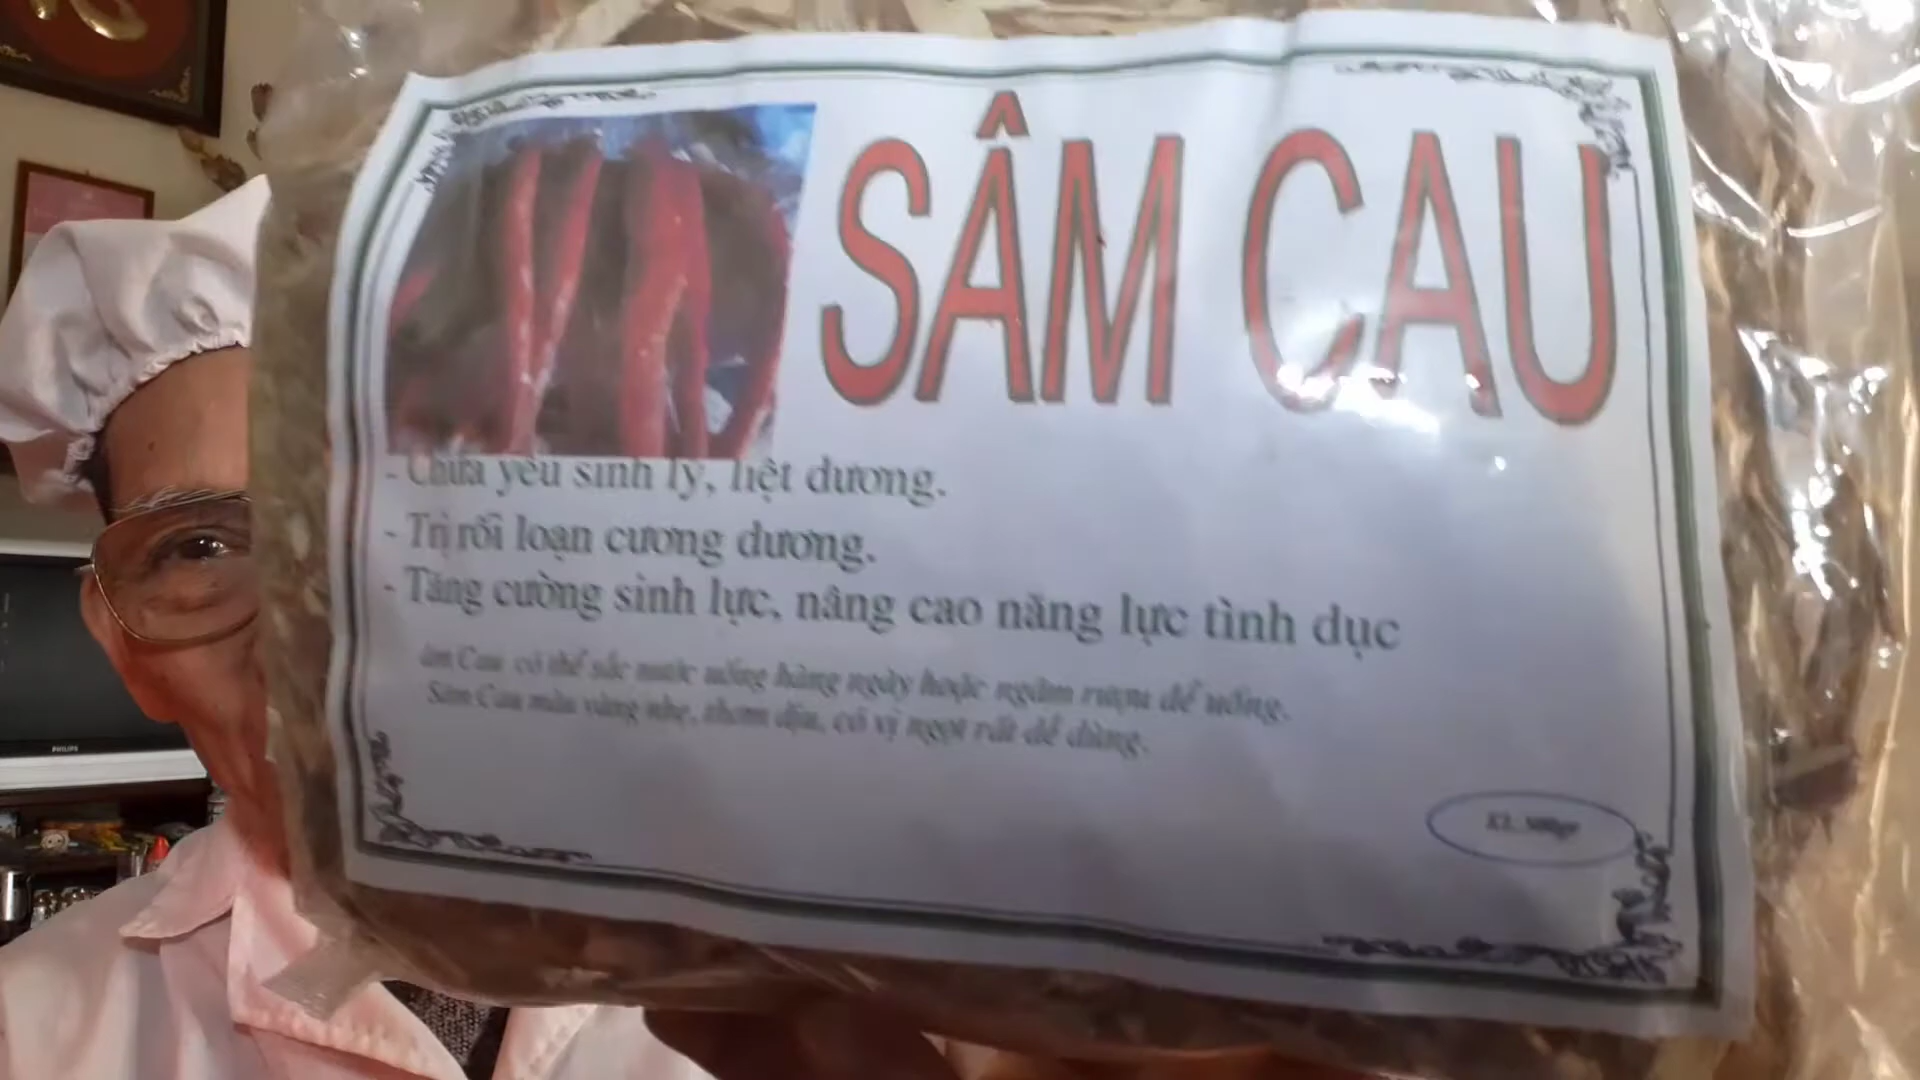 SÂM CAU
- Chữa yếu sinh lý, liệt dương.
- Trị rối loạn cương dương.
- Tăng cường sinh lực, nâng cao năng lực tình dục
âm Cau có thể sắc nước uống hàng ngày hoặc ngâm rượu để uống.
Sâm Cau màu vàng nhẹ, thơm dịu, có vị ngọt rất dễ dùng.
PHILIPS